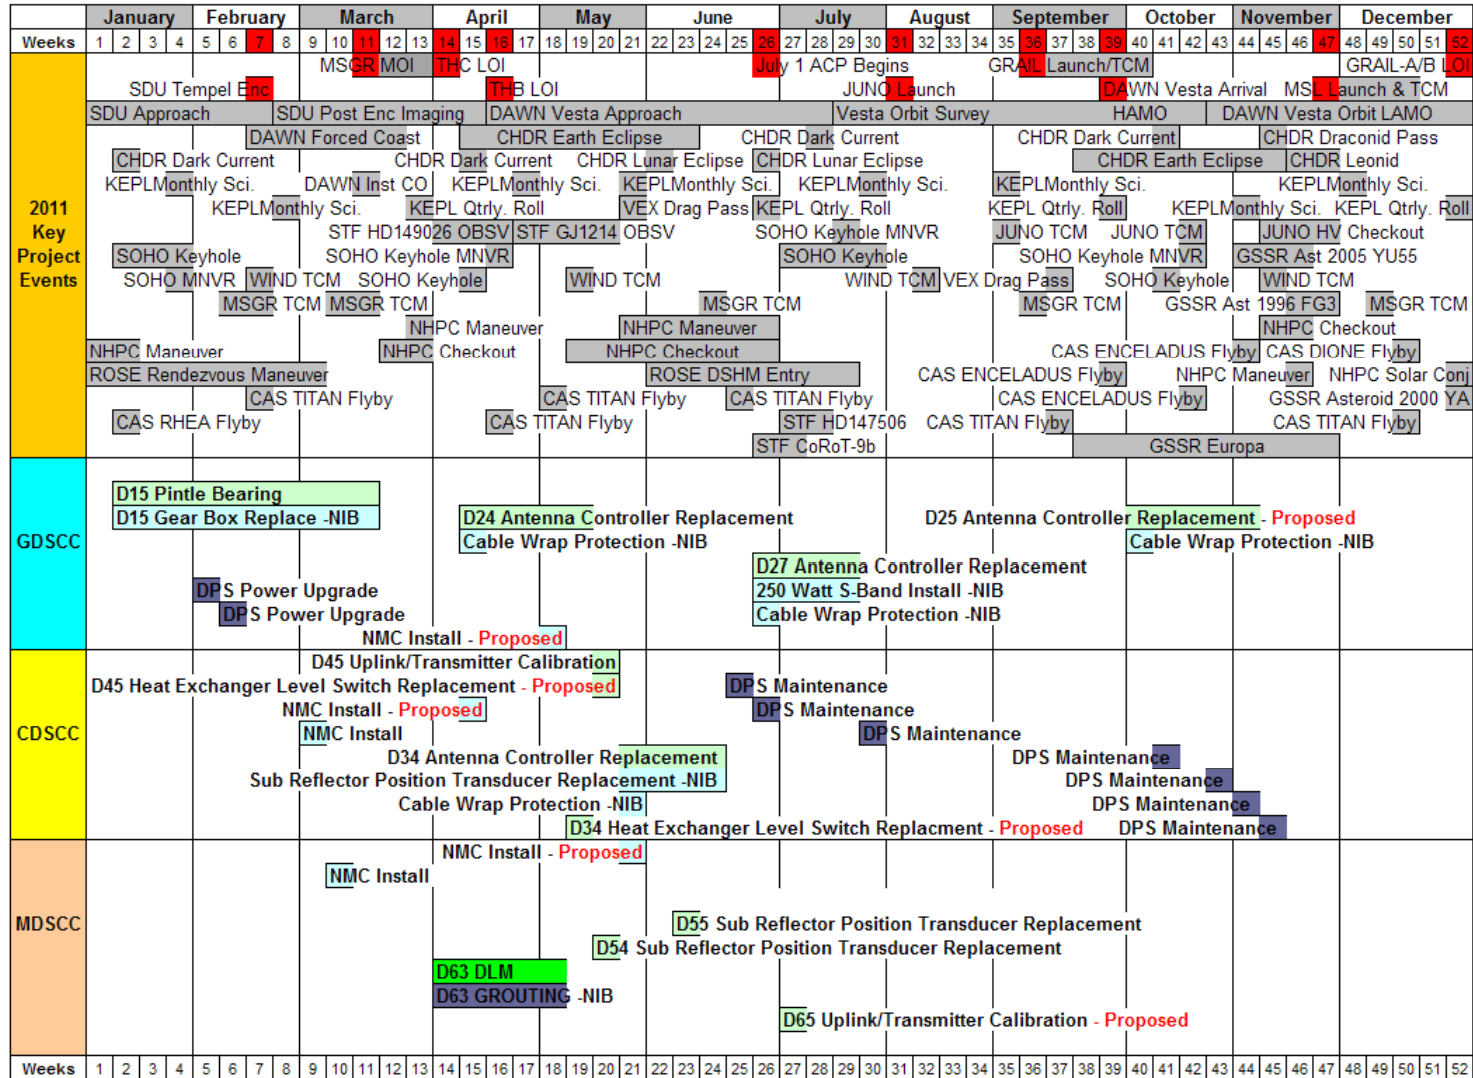 January February March April May June July August September October November December
Weeks 1 2 3 4 5 6 7 8 9 10 11 12 13 14 15 16 17 18 19 20 21 22 23 24 25 26 27 28 29 30 31 32 33 34 35 36 37 38 39 40 41 42 43 44 45 46 47 48 49 50 51 52
2011
Key
Project
Events
MSGR MOI THC LOI July 1 ACP Begins GRAIL Launch/TCM GRAIL-A/B LOI
SDU Tempel Enc THB LOI JUNO Launch DAWN Vesta Arrival MSL Launch & TCM
SDU Approach SDU Post Enc Imaging DAWN Vesta Approach Vesta Orbit Survey HAMO DAWN Vesta Orbit LAMO
DAWN Forced Coast CHDR Earth Eclipse CHDR Dark Current CHDR Dark Current CHDR Draconid Pass
CHDR Dark Current CHDR Dark Current CHDR Lunar Eclipse CHDR Lunar Eclipse CHDR Earth Eclipse CHDR Leonid
KEPLMonthly Sci. DAWN Inst CO KEPLMonthly Sci. KEPLMonthly Sci. KEPLMonthly Sci. KEPLMonthly Sci. KEPLMonthly Sci.
KEPLMonthly Sci. KEPL Qtrly. Roll VEX Drag Pass KEPL Qtrly. Roll KEPL Qtrly. Roll KEPLMonthly Sci. KEPL Qtrly. Roll
STF HD149026 OBSV STF GJ1214 OBSV SOHO Keyhole MNVR JUNO TCM JUNO TCM JUNO HV Checkout
SOHO Keyhole SOHO Keyhole MNVR SOHO Keyhole SOHO Keyhole MNVR GSSR Ast 2005 YU55
SOHO MNVR WIND TCM SOHO Keyhole WIND TCM WIND TCM VEX Drag Pass SOHO Keyhole WIND TCM
MSGR TCM MSGR TCM MSGR TCM MSGR TCM GSSR Ast 1996 FG3 MSGR TCM
NHPC Maneuver NHPC Maneuver NHPC Checkout
NHPC Maneuver NHPC Checkout NHPC Checkout CAS ENCELADUS Flyby CAS DIONE Flyby
ROSE Rendezvous Maneuver ROSE DSHM Entry CAS ENCELADUS Flyby NHPC Maneuver NHPC Solar Conj
CAS TITAN Flyby CAS TITAN Flyby CAS TITAN Flyby CAS ENCELADUS Flyby GSSR Asteroid 2000 YA
CAS RHEA Flyby CAS TITAN Flyby STF HD147506 CAS TITAN Flyby CAS TITAN Flyby
STF CoRoT-9b GSSR Europa
GDSCC
D15 Pintle Bearing
D15 Gear Box Replace -NIB D24 Antenna Controller Replacement D25 Antenna Controller Replacement - Proposed
Cable Wrap Protection -NIB Cable Wrap Protection -NIB
D27 Antenna Controller Replacement
DPS Power Upgrade 250 Watt S-Band Install -NIB
DPS Power Upgrade Cable Wrap Protection -NIB
NMC Install - Proposed
CDSCC
D45 Uplink/Transmitter Calibration
D45 Heat Exchanger Level Switch Replacement - Proposed DPS Maintenance
NMC Install - Proposed DPS Maintenance
NMC Install DPS Maintenance
D34 Antenna Controller Replacement DPS Maintenance
Sub Reflector Position Transducer Replacement -NIB DPS Maintenance
Cable Wrap Protection -NIB DPS Maintenance
D34 Heat Exchanger Level Switch Replacment - Proposed DPS Maintenance
MDSCC
NMC Install - Proposed
NMC Install
D55 Sub Reflector Position Transducer Replacement
D54 Sub Reflector Position Transducer Replacement
D63 DLM
D63 GROUTING -NIB
D65 Uplink/Transmitter Calibration - Proposed
Weeks 1 2 3 4 5 6 7 8 9 10 11 12 13 14 15 16 17 18 19 20 21 22 23 24 25 26 27 28 29 30 31 32 33 34 35 36 37 38 39 40 41 42 43 44 45 46 47 48 49 50 51 52